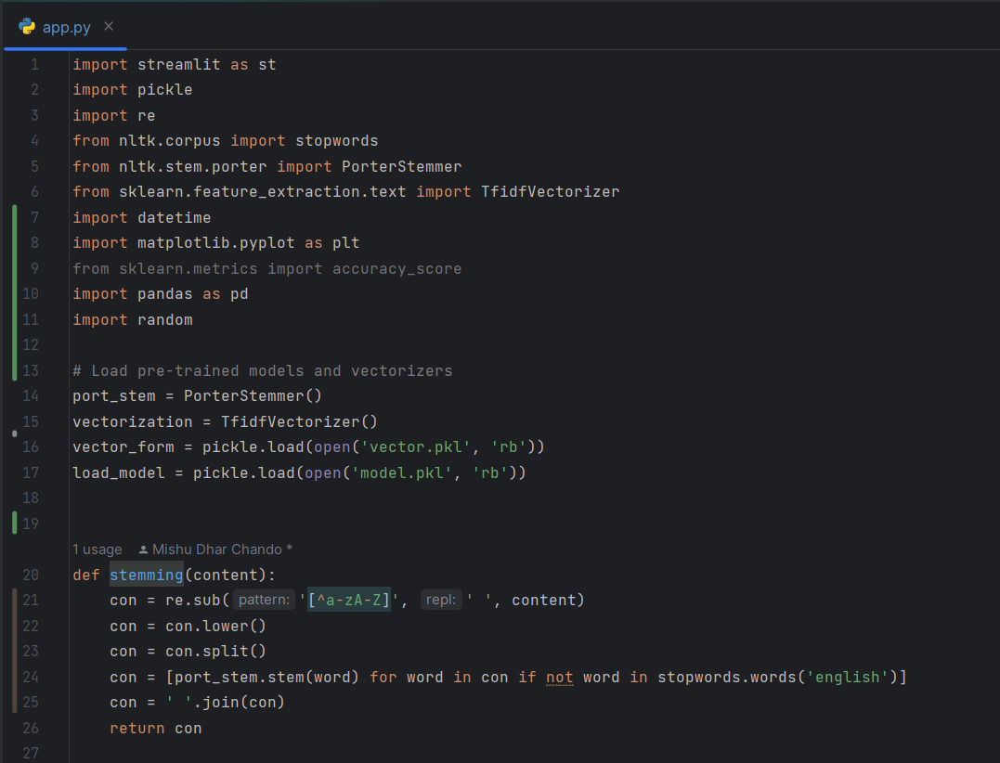 app.py ×
1 import streamlit as st
2 import pickle
3 import re
4 from nltk.corpus import stopwords
5 from nltk.stem.porter import PorterStemmer
6 from sklearn.feature_extraction.text import TfidfVectorizer
7 import datetime
8 import matplotlib.pyplot as plt
9 from sklearn.metrics import accuracy_score
10 import pandas as pd
11 import random
12
13 # Load pre-trained models and vectorizers
14 port_stem = PorterStemmer()
15 vectorization = TfidfVectorizer()
16 vector_form = pickle.load(open('vector.pkl', 'rb'))
17 load_model = pickle.load(open('model.pkl', 'rb'))
18
19
1 usage Mishu Dhar Chando *
20 def stemming(content):
21     con = re.sub( pattern: '[^a-zA-Z]', repl: ' ', content)
22     con = con.lower()
23     con = con.split()
24     con = [port_stem.stem(word) for word in con if not word in stopwords.words('english')]
25     con = ' '.join(con)
26     return con
27